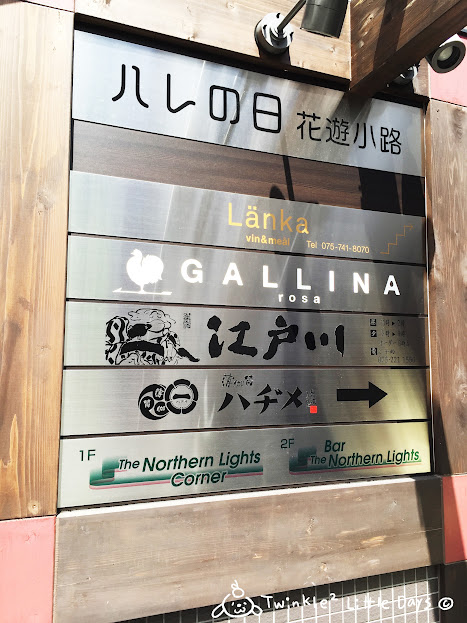 ハレの日 花遊小路
Länka
vin&meal Tel 075-741-8070
GALLINA
rosa
江戸川
ハヂメ
1F The Northern Lights Corner
2F Bar The Northern Lights
Twinkle² Little Days ©